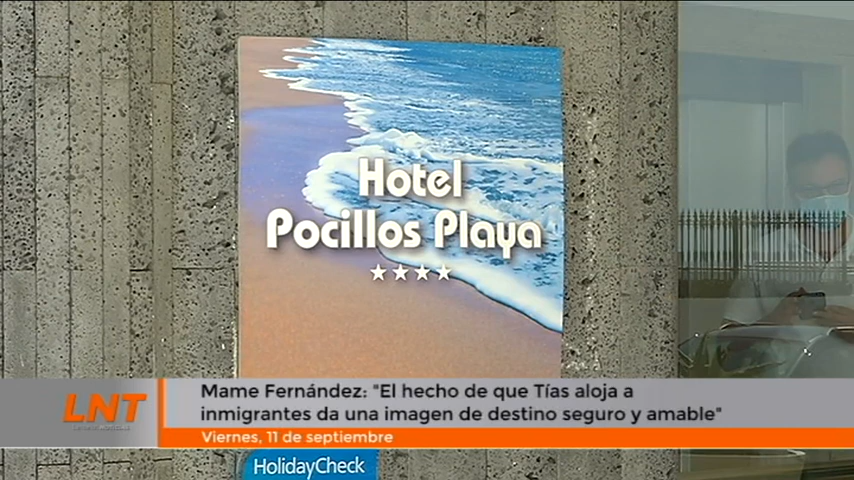 Hotel
Pocillos Playa
LNT
Mame Fernández: "El hecho de que Tías aloja a
inmigrantes da una imagen de destino seguro y amable"
Viernes, 11 de septiembre
HolidayCheck